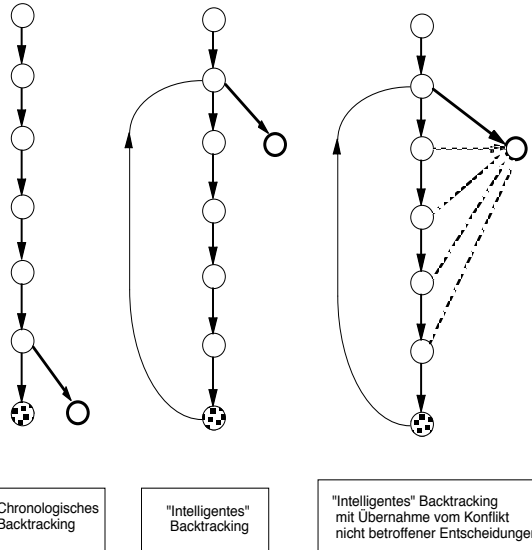 Chronologisches
Backtracking
"Intelligentes"
Backtracking
"Intelligentes" Backtracking
mit Übernahme vom Konflikt
nicht betroffener Entscheidungen